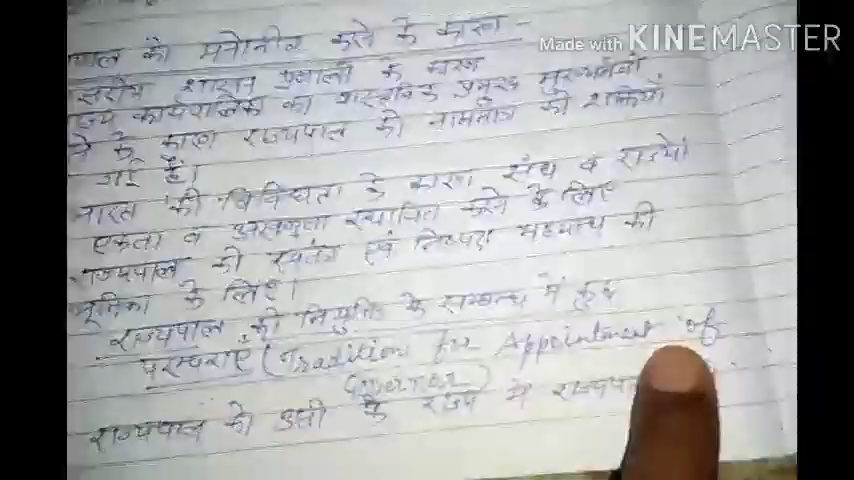 Made with KINEMASTER
पाल को मनोनीत करने के कारण -
शासन प्रणाली के कारण
राज्य कार्यपालिका का वास्तविक प्रमुख मुख्यमंत्री
के कारण राज्यपाल को नाममात्र की शक्तियाँ
गई है।
भारत की विविधता के कारण संघ व राज्यों
एकता व अखण्डता स्थापित करने के लिए
राज्यपाल की स्वतंत्र एवं निष्पक्ष मध्यस्थ की
भूमिका के लिए।
राज्यपाल की नियुक्ति के सम्बन्ध में कुछ
परम्पराएं (Tradition for Appointment of
Governor)
राज्यपाल को उसी के राज्य में